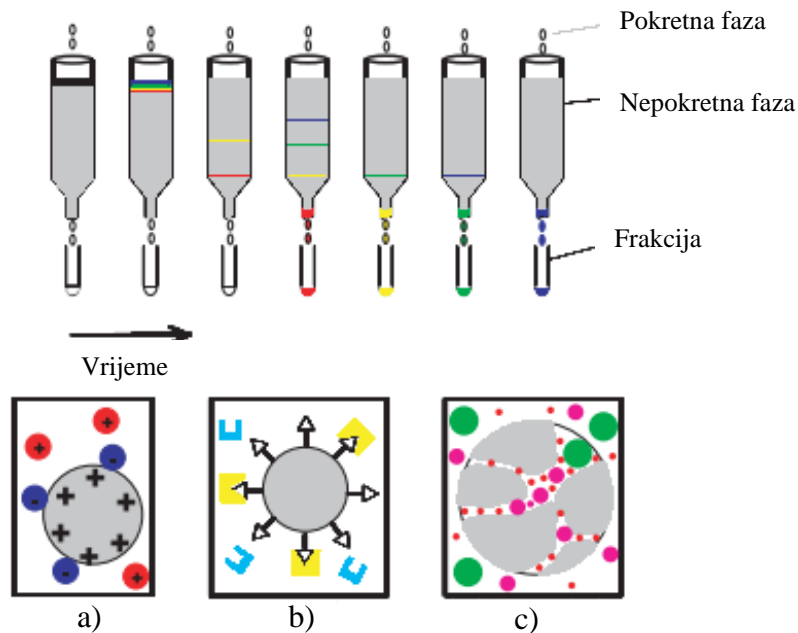 Pokretna faza
Nepokretna faza
Frakcija
Vrijeme
+
+
-
-
+
+
+
+
+
+
-
+
a)
b)
c)